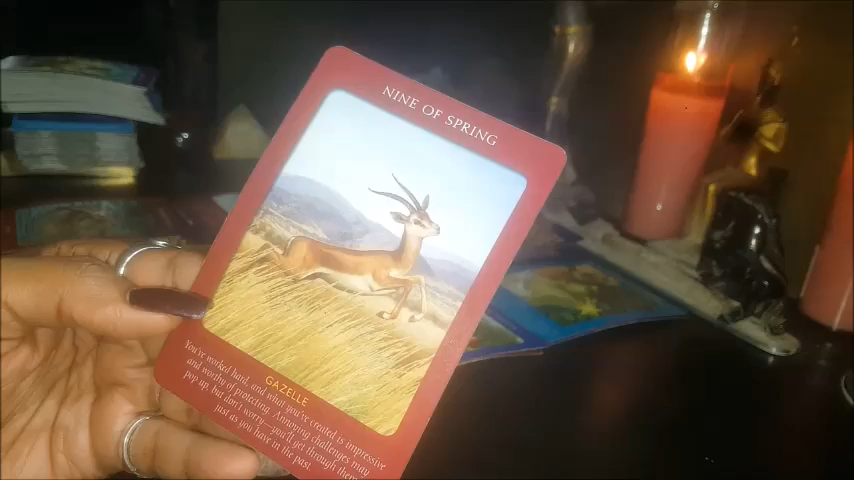 NINE OF SPRING
GAZELLE
You've worked hard, and what you've created is impressive
and worthy of protecting. Annoying challenges may
pop up, but don't worry—you'll get through them
just as you have in the past.